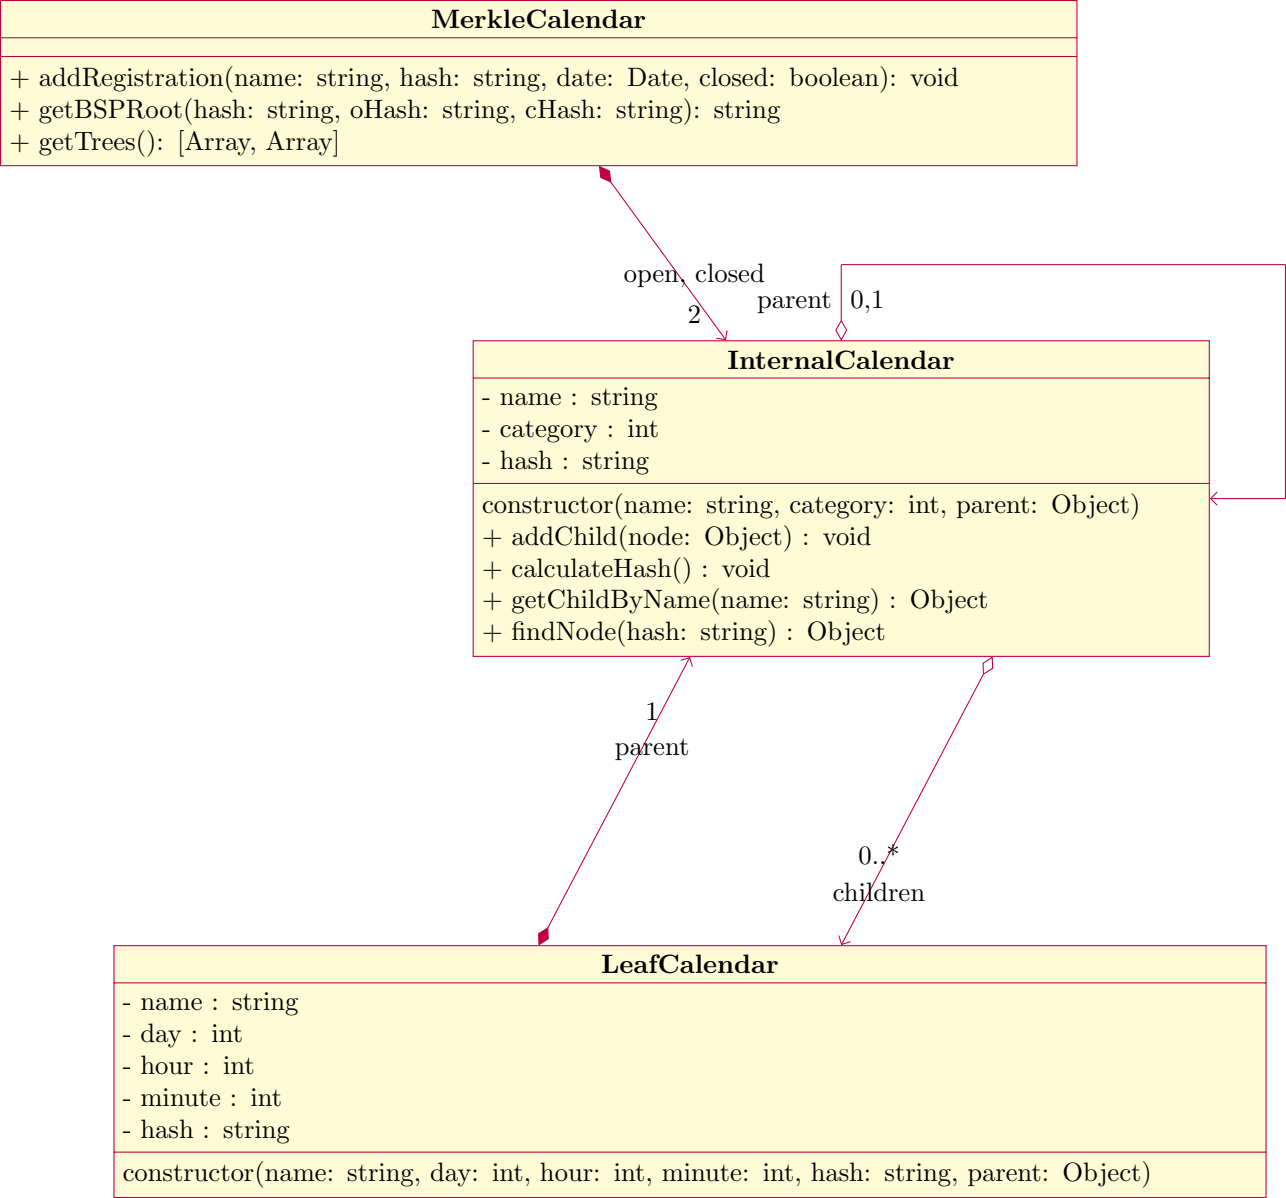 MerkleCalendar
+ addRegistration(name: string, hash: string, date: Date, closed: boolean): void
+ getBSPRoot(hash: string, oHash: string, cHash: string): string
+ getTrees(): [Array, Array]
open, closed
2
parent
0,1
InternalCalendar
- name : string
- category : int
- hash : string
constructor(name: string, category: int, parent: Object)
+ addChild(node: Object) : void
+ calculateHash() : void
+ getChildByName(name: string) : Object
+ findNode(hash: string) : Object
1
parent
0..*
children
LeafCalendar
- name : string
- day : int
- hour : int
- minute : int
- hash : string
constructor(name: string, day: int, hour: int, minute: int, hash: string, parent: Object)